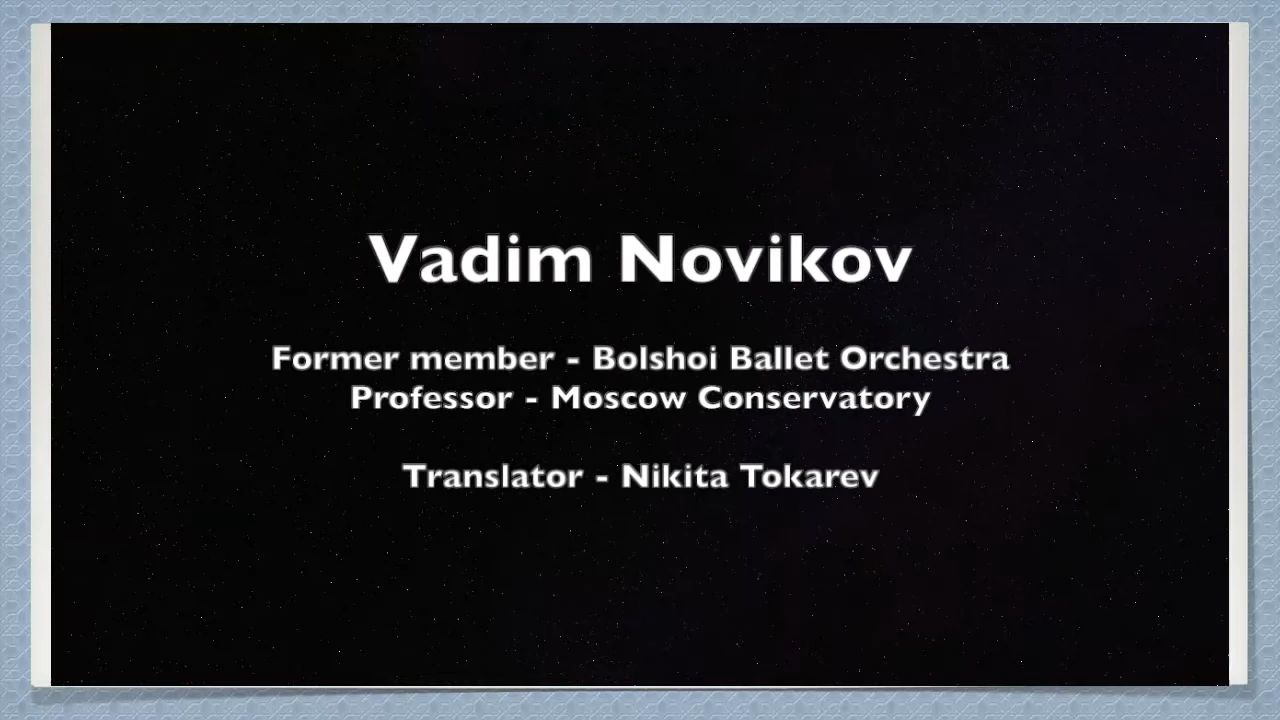 Vadim Novikov
Former member - Bolshoi Ballet Orchestra
Professor - Moscow Conservatory
Translator - Nikita Tokarev